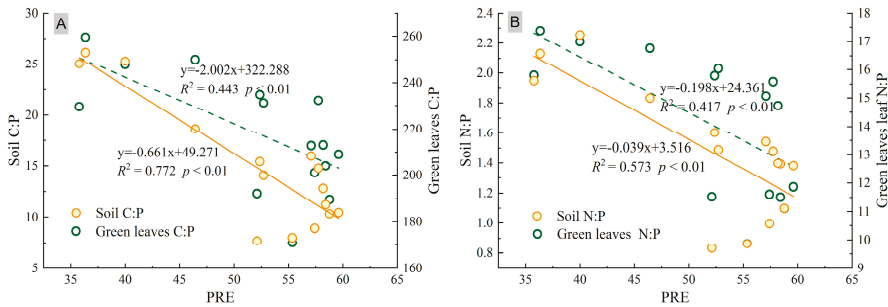 A
Soil C:P
30
25
20
15
10
5
y=-2.002x+322.288
R² = 0.443 p < 0.01
y=-0.661x+49.271
R² = 0.772 p < 0.01
Soil C:P
Green leaves C:P
260
240
220
200
180
160
Green leaves C:P
35 40 45 50 55 60 65
PRE
B
Soil N:P
2.4
2.2
2.0
1.8
1.6
1.4
1.2
1.0
0.8
y=-0.198x+24.361
R² = 0.417 p < 0.01
y=-0.039x+3.516
R² = 0.573 p < 0.01
Soil N:P
Green leaves N:P
18
17
16
15
14
13
12
11
10
9
Green leaves leaf N:P
35 40 45 50 55 60 65
PRE